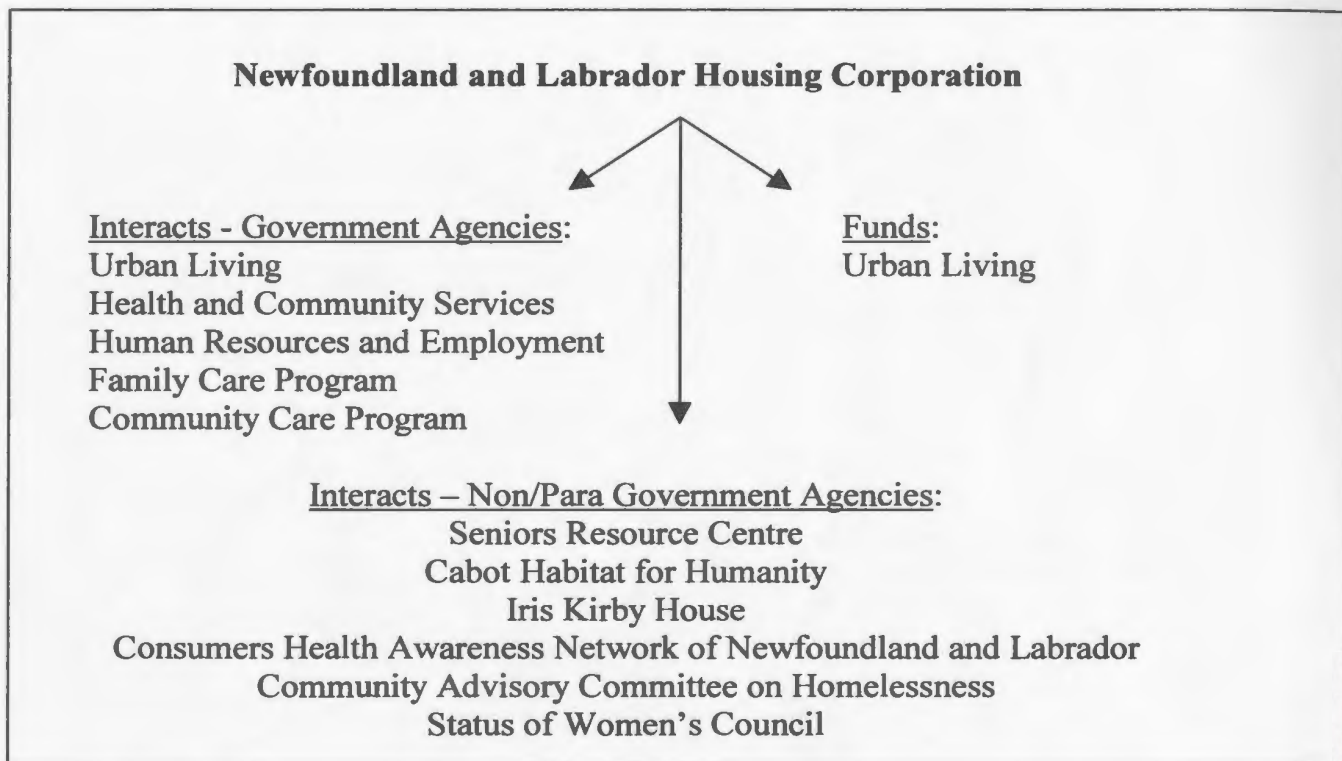 Newfoundland and Labrador Housing Corporation
Interacts - Government Agencies:
Urban Living
Health and Community Services
Human Resources and Employment
Family Care Program
Community Care Program
Funds:
Urban Living
Interacts – Non/Para Government Agencies:
Seniors Resource Centre
Cabot Habitat for Humanity
Iris Kirby House
Consumers Health Awareness Network of Newfoundland and Labrador
Community Advisory Committee on Homelessness
Status of Women's Council